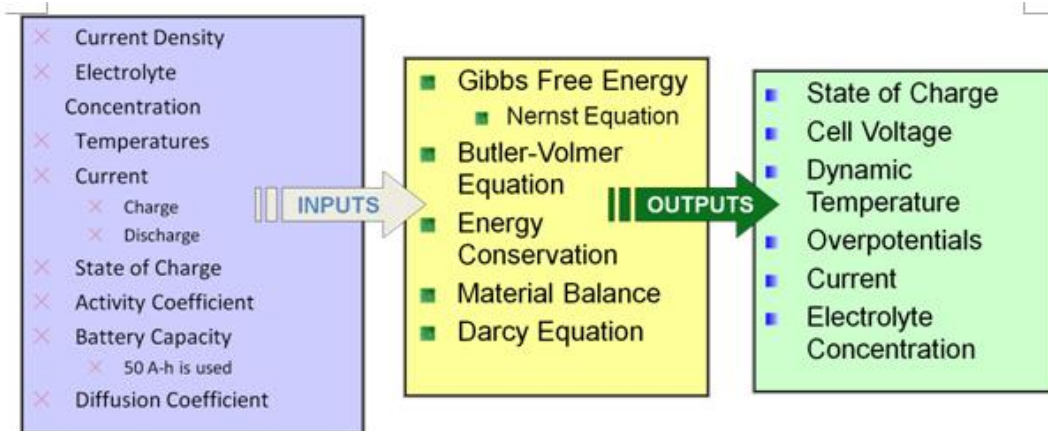 Current Density
Electrolyte
Concentration
Temperatures
Current
Charge
Discharge
State of Charge
Activity Coefficient
Battery Capacity
50 A-h is used
Diffusion Coefficient
INPUTS
Gibbs Free Energy
Nernst Equation
Butler-Volmer
Equation
Energy
Conservation
Material Balance
Darcy Equation
OUTPUTS
State of Charge
Cell Voltage
Dynamic
Temperature
Overpotentials
Current
Electrolyte
Concentration